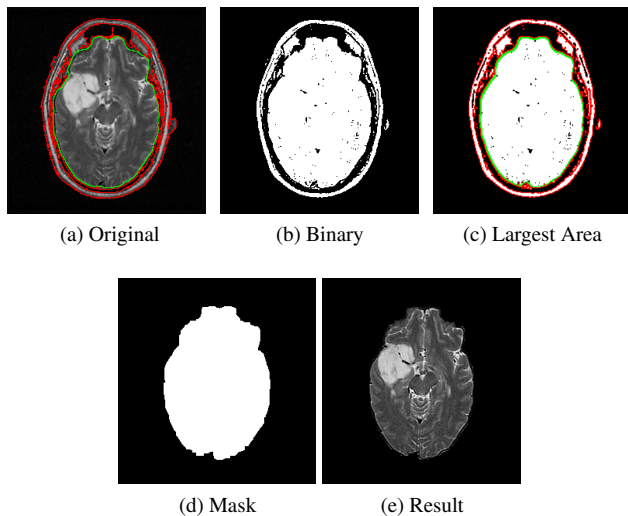 (a) Original
(b) Binary
(c) Largest Area
(d) Mask
(e) Result